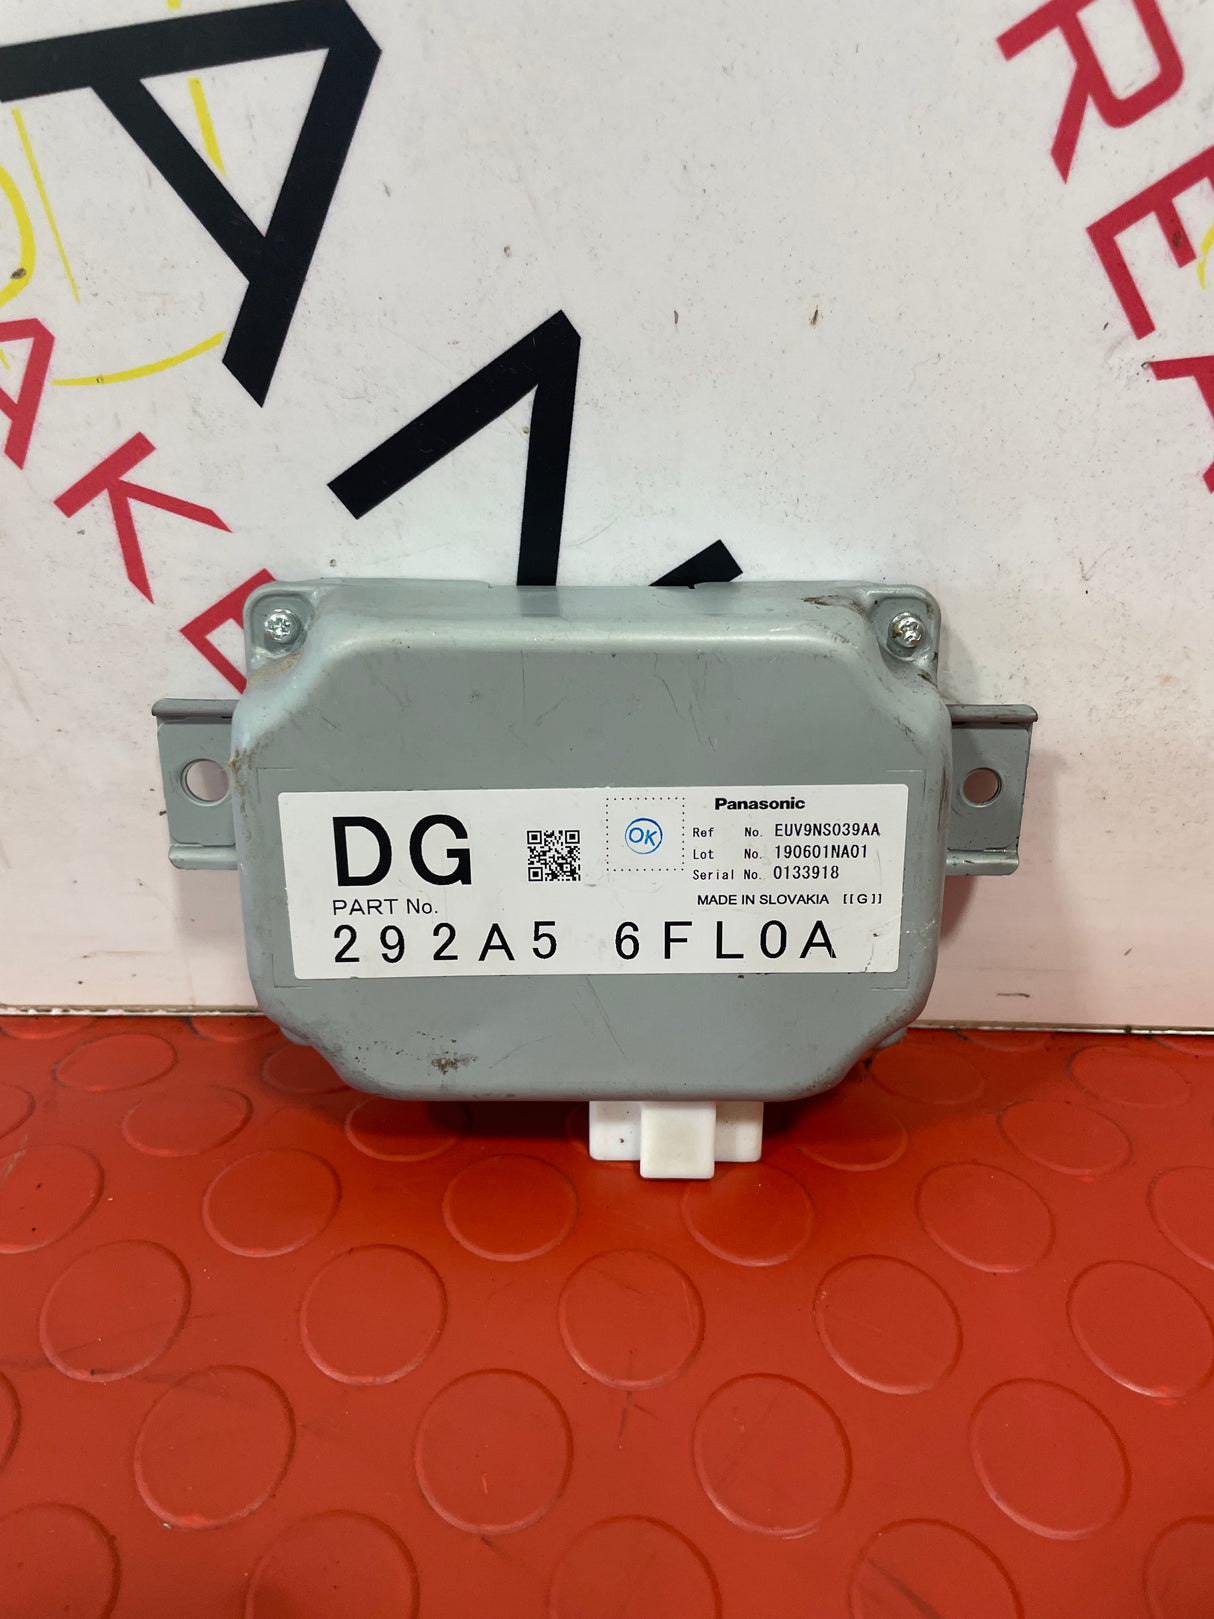 DG
PART No.
292A5 6FL0A
OK
Panasonic
Ref No. EUV9NS039AA
Lot No. 190601NA01
Serial No. 0133918
MADE IN SLOVAKIA [[G]]